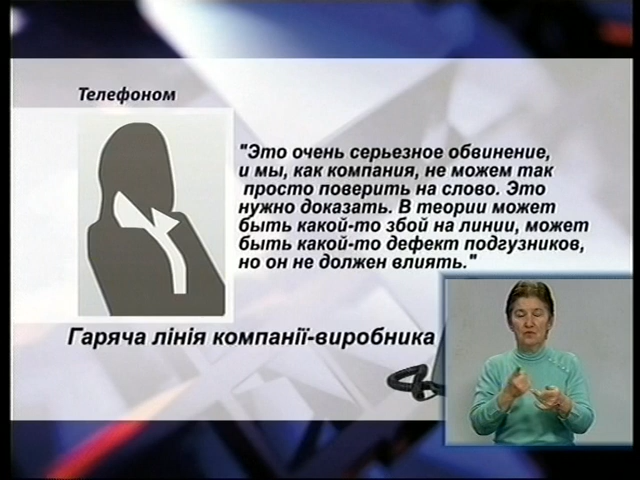 Телефоном
"Это очень серьезное обвинение,
и мы, как компания, не можем так
просто поверить на слово. Это
нужно доказать. В теории может
быть какой-то збой на линии, может
быть какой-то дефект подгузников,
но он не должен влиять."
Гаряча лінія компанії-виробника